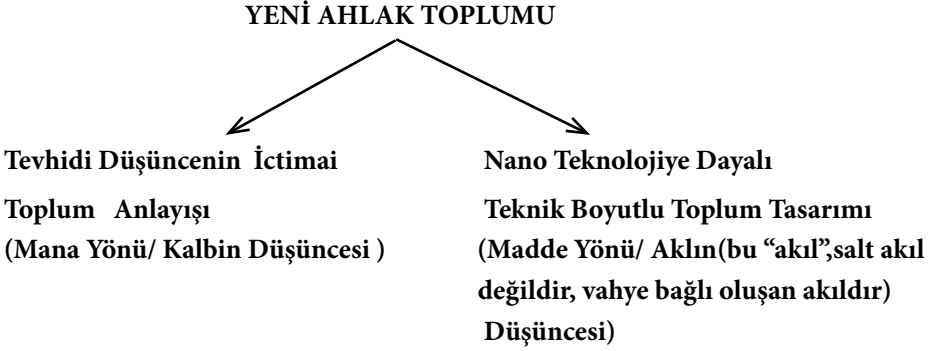 YENİ AHLAK TOPLUMU
Tevhidi Düşüncenin İctimai
Toplum Anlayışı
(Mana Yönü/ Kalbin Düşüncesi )
Nano Teknolojiye Dayalı
Teknik Boyutlu Toplum Tasarımı
(Madde Yönü/ Aklın(bu “akıl”,salt akıl
değildir, vahye bağlı oluşan akıldır)
Düşüncesi)